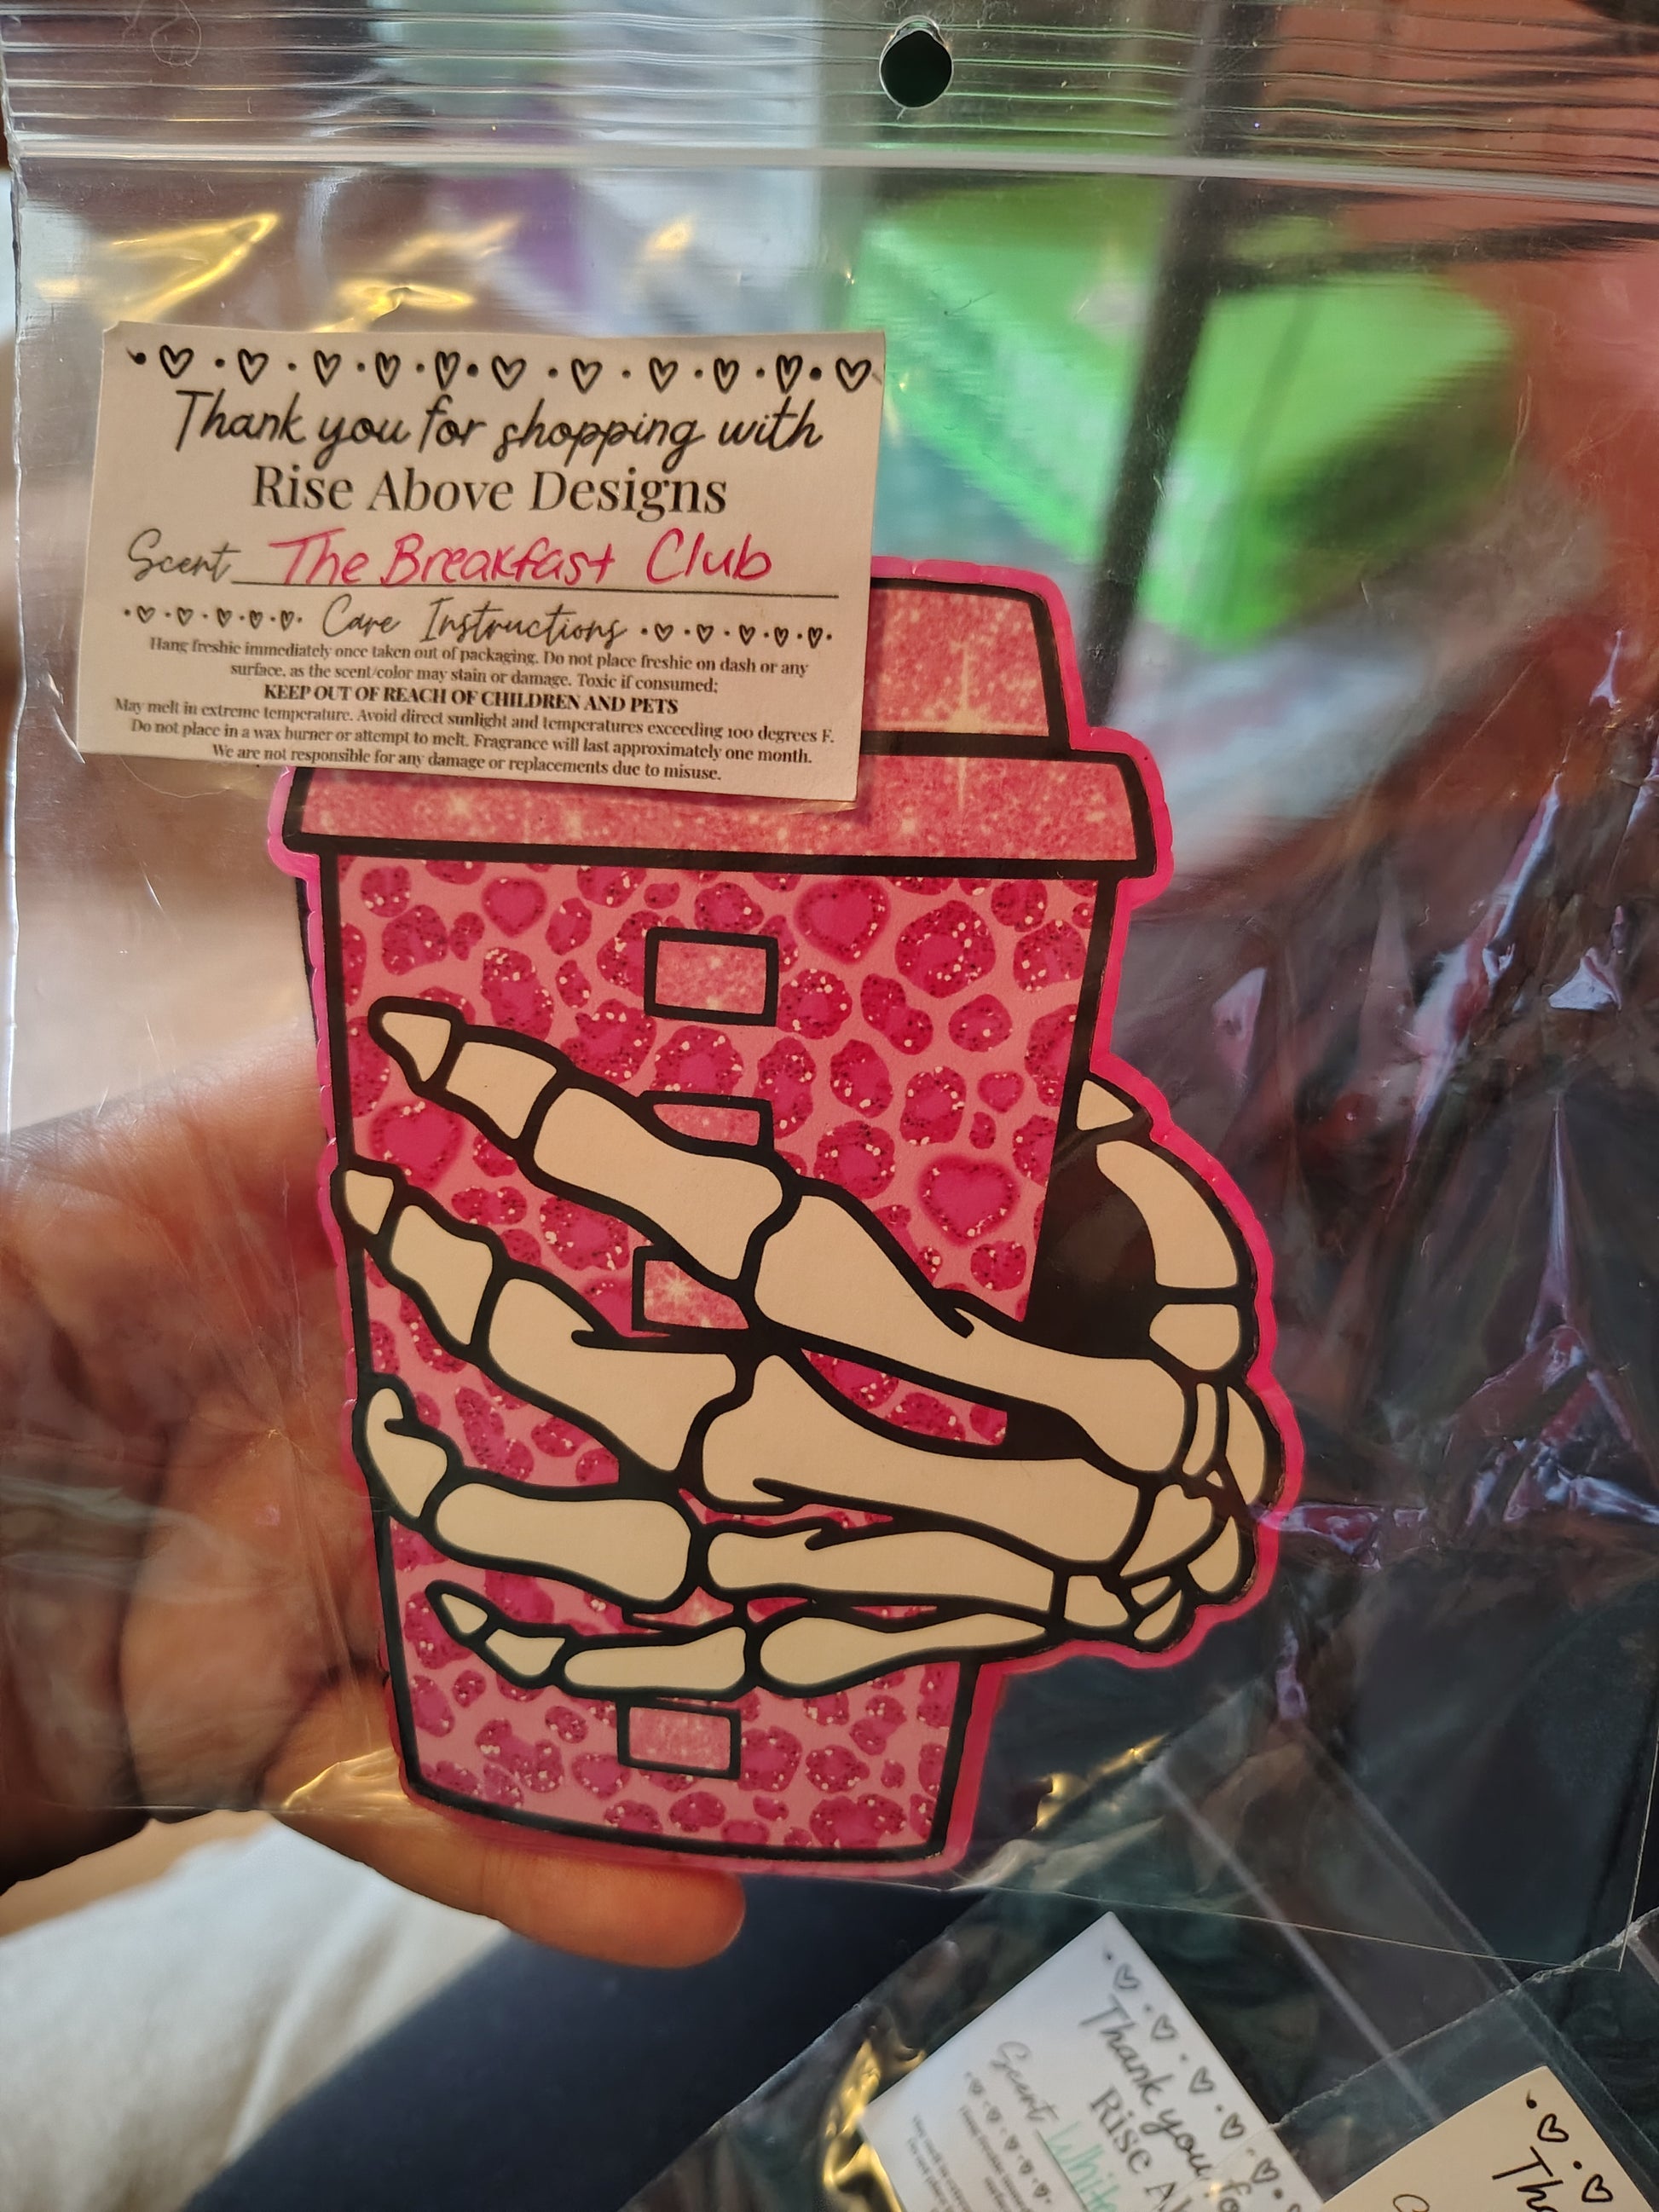 Thank you for shopping with
Rise Above Designs
Scent The Breakfast Club
Care Instructions
Hang freshie immediately once taken out of packaging. Do not place freshie on dash or any
surface, as the scent/color may stain or damage. Toxic if consumed;
KEEP OUT OF REACH OF CHILDREN AND PETS
May melt in extreme temperature. Avoid direct sunlight and temperatures exceeding 100 degrees F.
Do not place in a wax burner or attempt to melt. Fragrance will last approximately one month.
We are not responsible for any damage or replacements due to misuse.
Thank you fo
Rise Ab
Scent White
Th